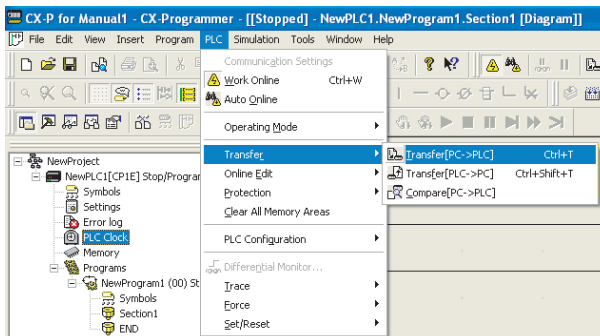 CX-P for Manual1 - CX-Programmer - [[Stopped] - NewPLC1.NewProgram1.Section1 [Diagram]]
File Edit View Insert Program PLC Simulation Tools Window Help
Communication Settings
Work Online Ctrl+W
Auto Online
Operating Mode
Transfer
Transfer[PC->PLC] Ctrl+T
Transfer[PLC->PC] Ctrl+Shift+T
Compare[PC->PLC]
Online Edit
Protection
Clear All Memory Areas
PLC Configuration
Differential Monitor...
Trace
Force
Set/Reset
NewProject
NewPLC1[CP1E] Stop/Program
Symbols
Settings
Error log
PLC Clock
Memory
Programs
NewProgram1 (00) St
Symbols
Section1
END